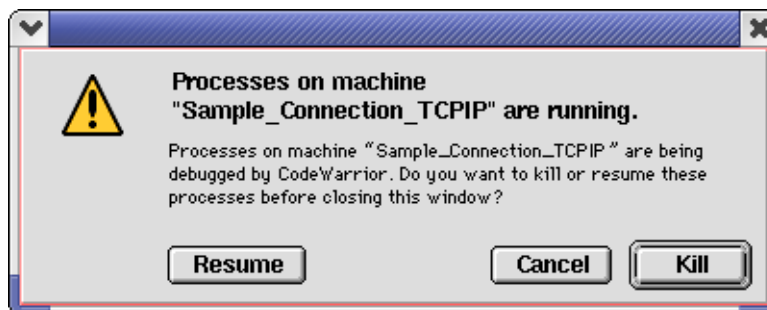 Processes on machine
"Sample_Connection_TCPIP" are running.
Processes on machine “Sample_Connection_TCPIP” are being
debugged by CodeWarrior. Do you want to kill or resume these
processes before closing this window?
Resume Cancel Kill